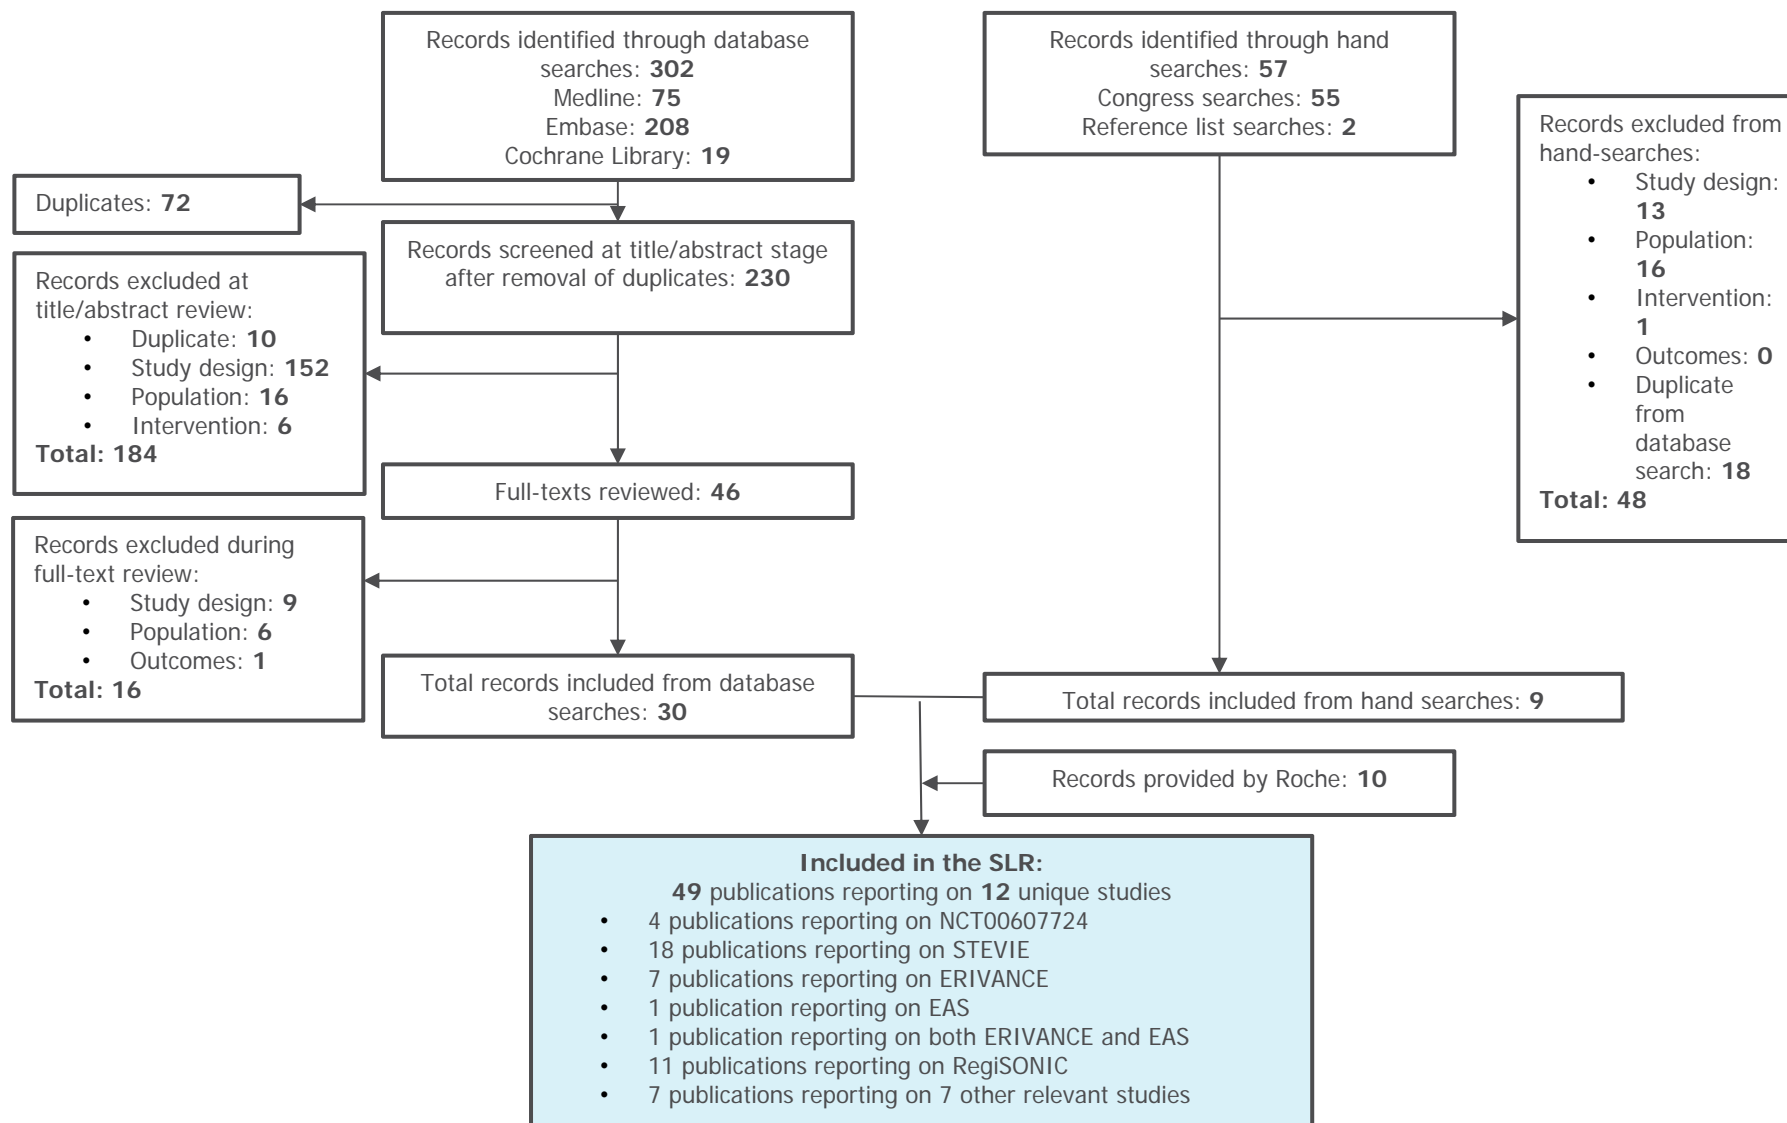 Records identified through database
searches: 302
Medline: 75
Embase: 208
Cochrane Library: 19
Records identified through hand
searches: 57
Congress searches: 55
Reference list searches: 2
Records excluded from
hand-searches:
• Study design:
13
• Population:
16
• Intervention:
1
• Outcomes: 0
• Duplicate
from
database
search: 18
Total: 48
Duplicates: 72
Records screened at title/abstract stage
after removal of duplicates: 230
Records excluded at
title/abstract review:
• Duplicate: 10
• Study design: 152
• Population: 16
• Intervention: 6
Total: 184
Full-texts reviewed: 46
Records excluded during
full-text review:
• Study design: 9
• Population: 6
• Outcomes: 1
Total: 16
Total records included from database
searches: 30
Total records included from hand searches: 9
Records provided by Roche: 10
Included in the SLR:
49 publications reporting on 12 unique studies
• 4 publications reporting on NCT00607724
• 18 publications reporting on STEVIE
• 7 publications reporting on ERIVANCE
• 1 publication reporting on EAS
• 1 publication reporting on both ERIVANCE and EAS
• 11 publications reporting on RegiSONIC
• 7 publications reporting on 7 other relevant studies